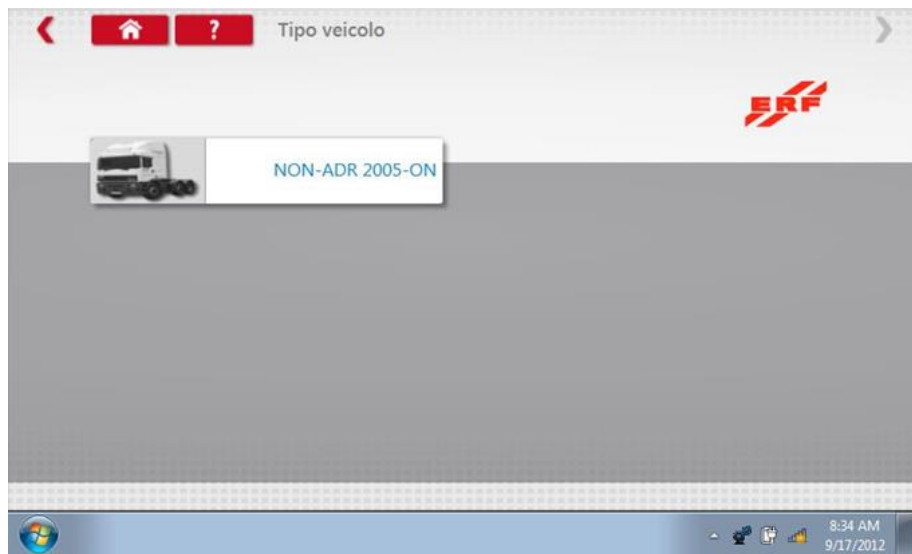 ? Tipo veicolo
ERF
NON-ADR 2005-ON
8:34 AM
9/17/2012